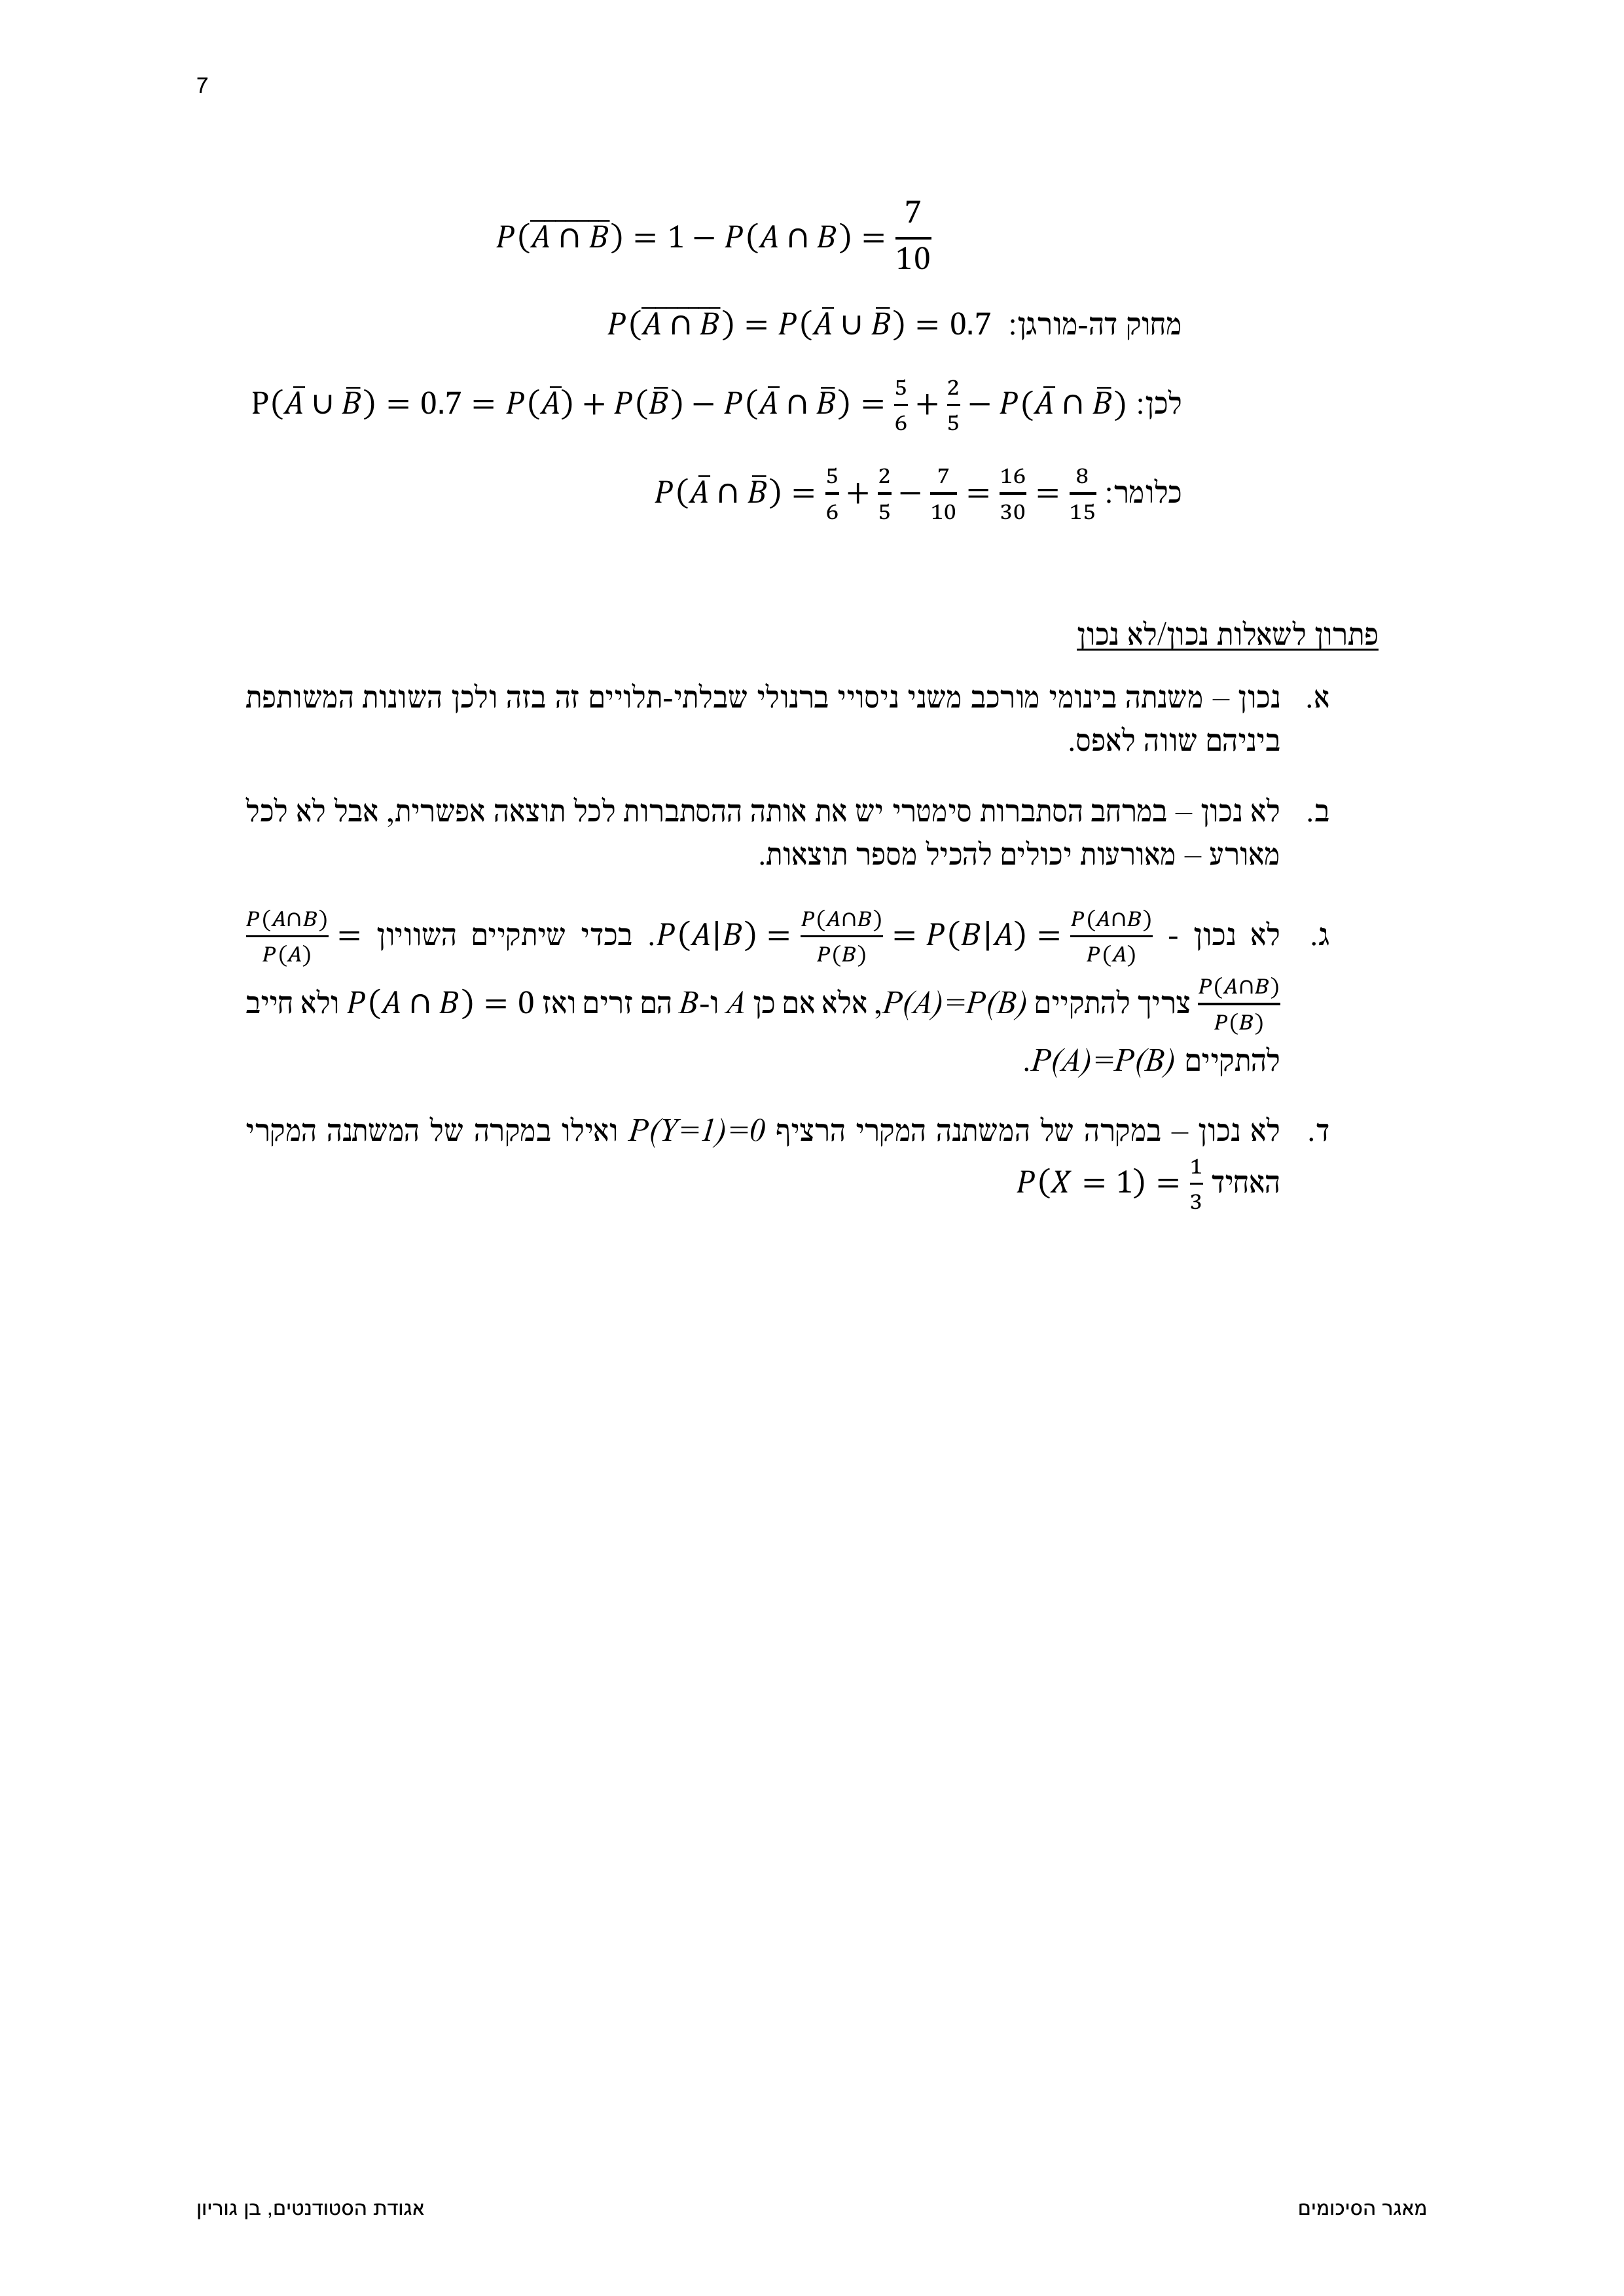 7
$P(\overline{A \cap B}) = 1 - P(A \cap B) = \frac{7}{10}$
מחוק דה-מורגן: $P(\overline{A \cap B}) = P(\bar{A} \cup \bar{B}) = 0.7$
לכן: $P(\bar{A} \cup \bar{B}) = 0.7 = P(\bar{A}) + P(\bar{B}) - P(\bar{A} \cap \bar{B}) = \frac{5}{6} + \frac{2}{5} - P(\bar{A} \cap \bar{B})$
כלומר: $P(\bar{A} \cap \bar{B}) = \frac{5}{6} + \frac{2}{5} - \frac{7}{10} = \frac{16}{30} = \frac{8}{15}$
פתרון לשאלות נכון/לא נכון
א. נכון – משנתה בינומי מורכב משני ניסויי ברנולי שבלתי-תלויים זה בזה ולכן השונות המשותפת
ביניהם שווה לאפס.
ב. לא נכון – במרחב הסתברות סימטרי יש את אותה ההסתברות לכל תוצאה אפשרית, אבל לא לכל
מאורע – מאורעות יכולים להכיל מספר תוצאות.
ג. לא נכון - $P(A|B) = \frac{P(A \cap B)}{P(B)} = P(B|A) = \frac{P(A \cap B)}{P(A)}$. בכדי שיתקיים השוויון $\frac{P(A \cap B)}{P(A)} =$
$\frac{P(A \cap B)}{P(B)}$ צריך להתקיים P(A)=P(B), אלא אם כן A ו-B הם זרים ואז $P(A \cap B) = 0$ ולא חייב
להתקיים P(A)=P(B).
ד. לא נכון – במקרה של המשתנה המקרי הרציף P(Y=1)=0 ואילו במקרה של המשתנה המקרי
האחיד $P(X = 1) = \frac{1}{3}$
מאגר הסיכומים
אגודת הסטודנטים, בן גוריון